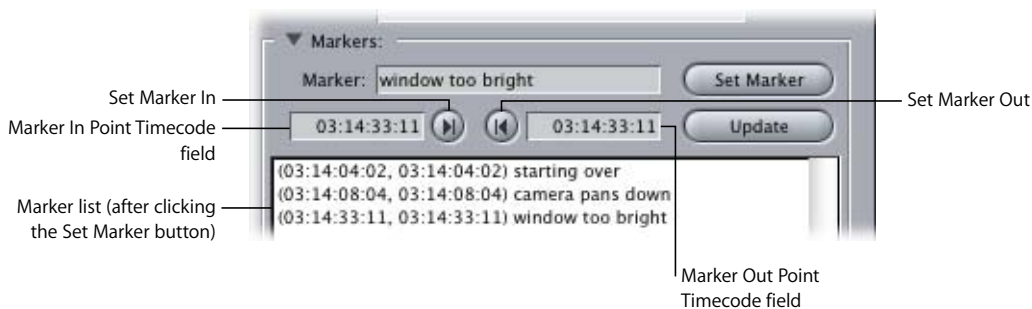 ▼ Markers:
Marker: window too bright
Set Marker
Set Marker In
Set Marker Out
Marker In Point Timecode
field
03:14:33:11
03:14:33:11
Update
(03:14:04:02, 03:14:04:02) starting over
(03:14:08:04, 03:14:08:04) camera pans down
(03:14:33:11, 03:14:33:11) window too bright
Marker list (after clicking
the Set Marker button)
Marker Out Point
Timecode field